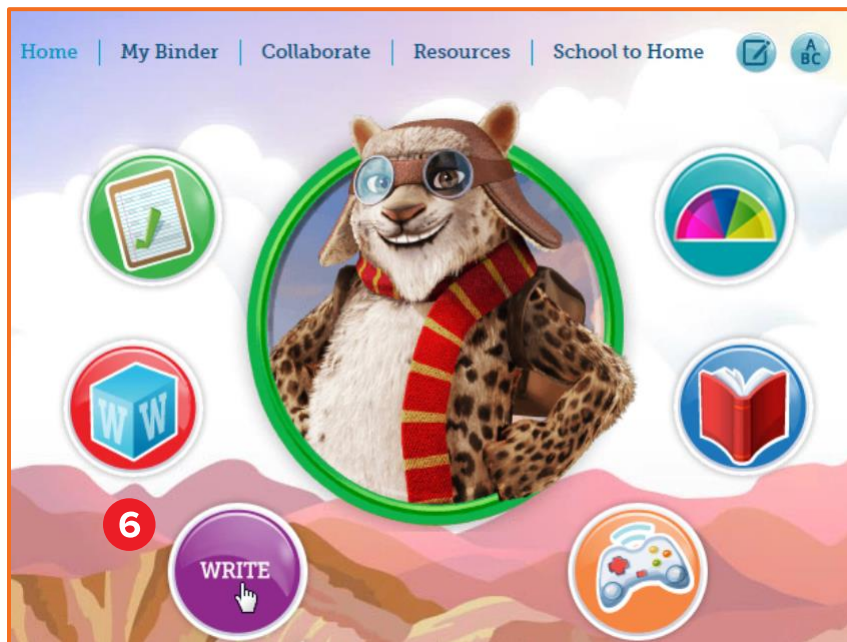 Home | My Binder | Collaborate | Resources | School to Home
A
BC
W W
6
WRITE